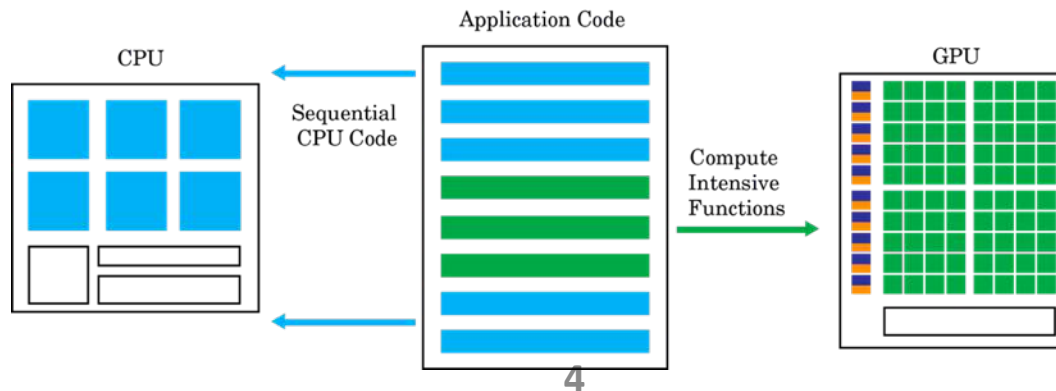 Application Code
CPU
GPU
Sequential
CPU Code
Compute
Intensive
Functions
4